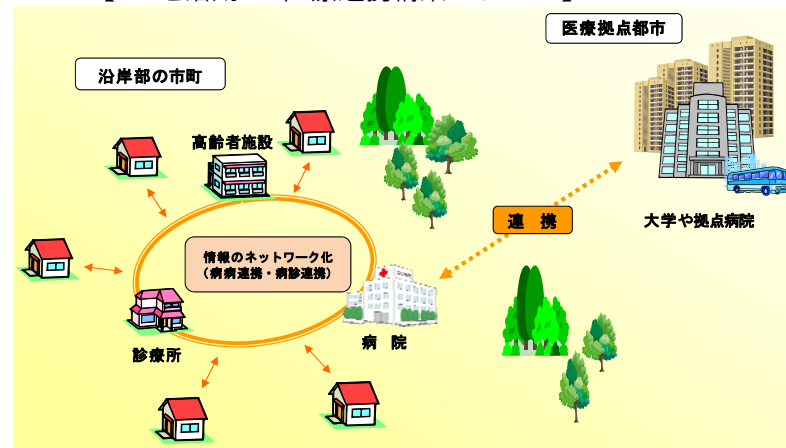 医療拠点都市
沿岸部の市町
高齢者施設
大学や拠点病院
連 携
情報のネットワーク化
（病病連携・病診連携）
病 院
診療所